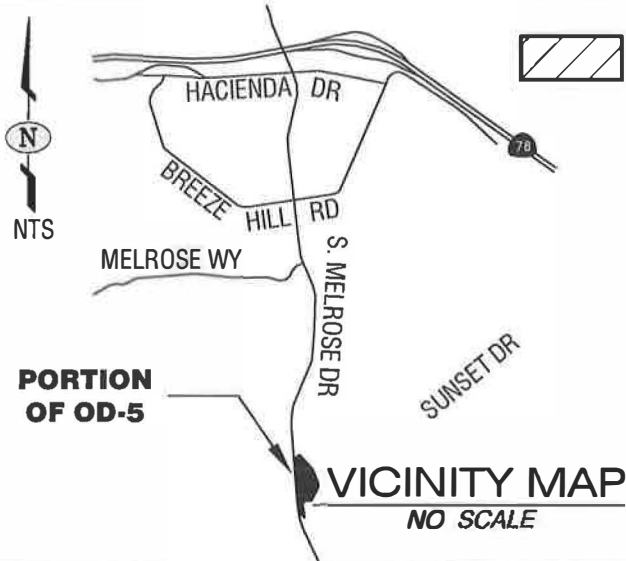 HACIENDA DR
N
78
BREEZE HILL RD
NTS
MELROSE WY
S. MELROSE DR
SUNSET DR
PORTION
OF OD-5
VICINITY MAP
NO SCALE